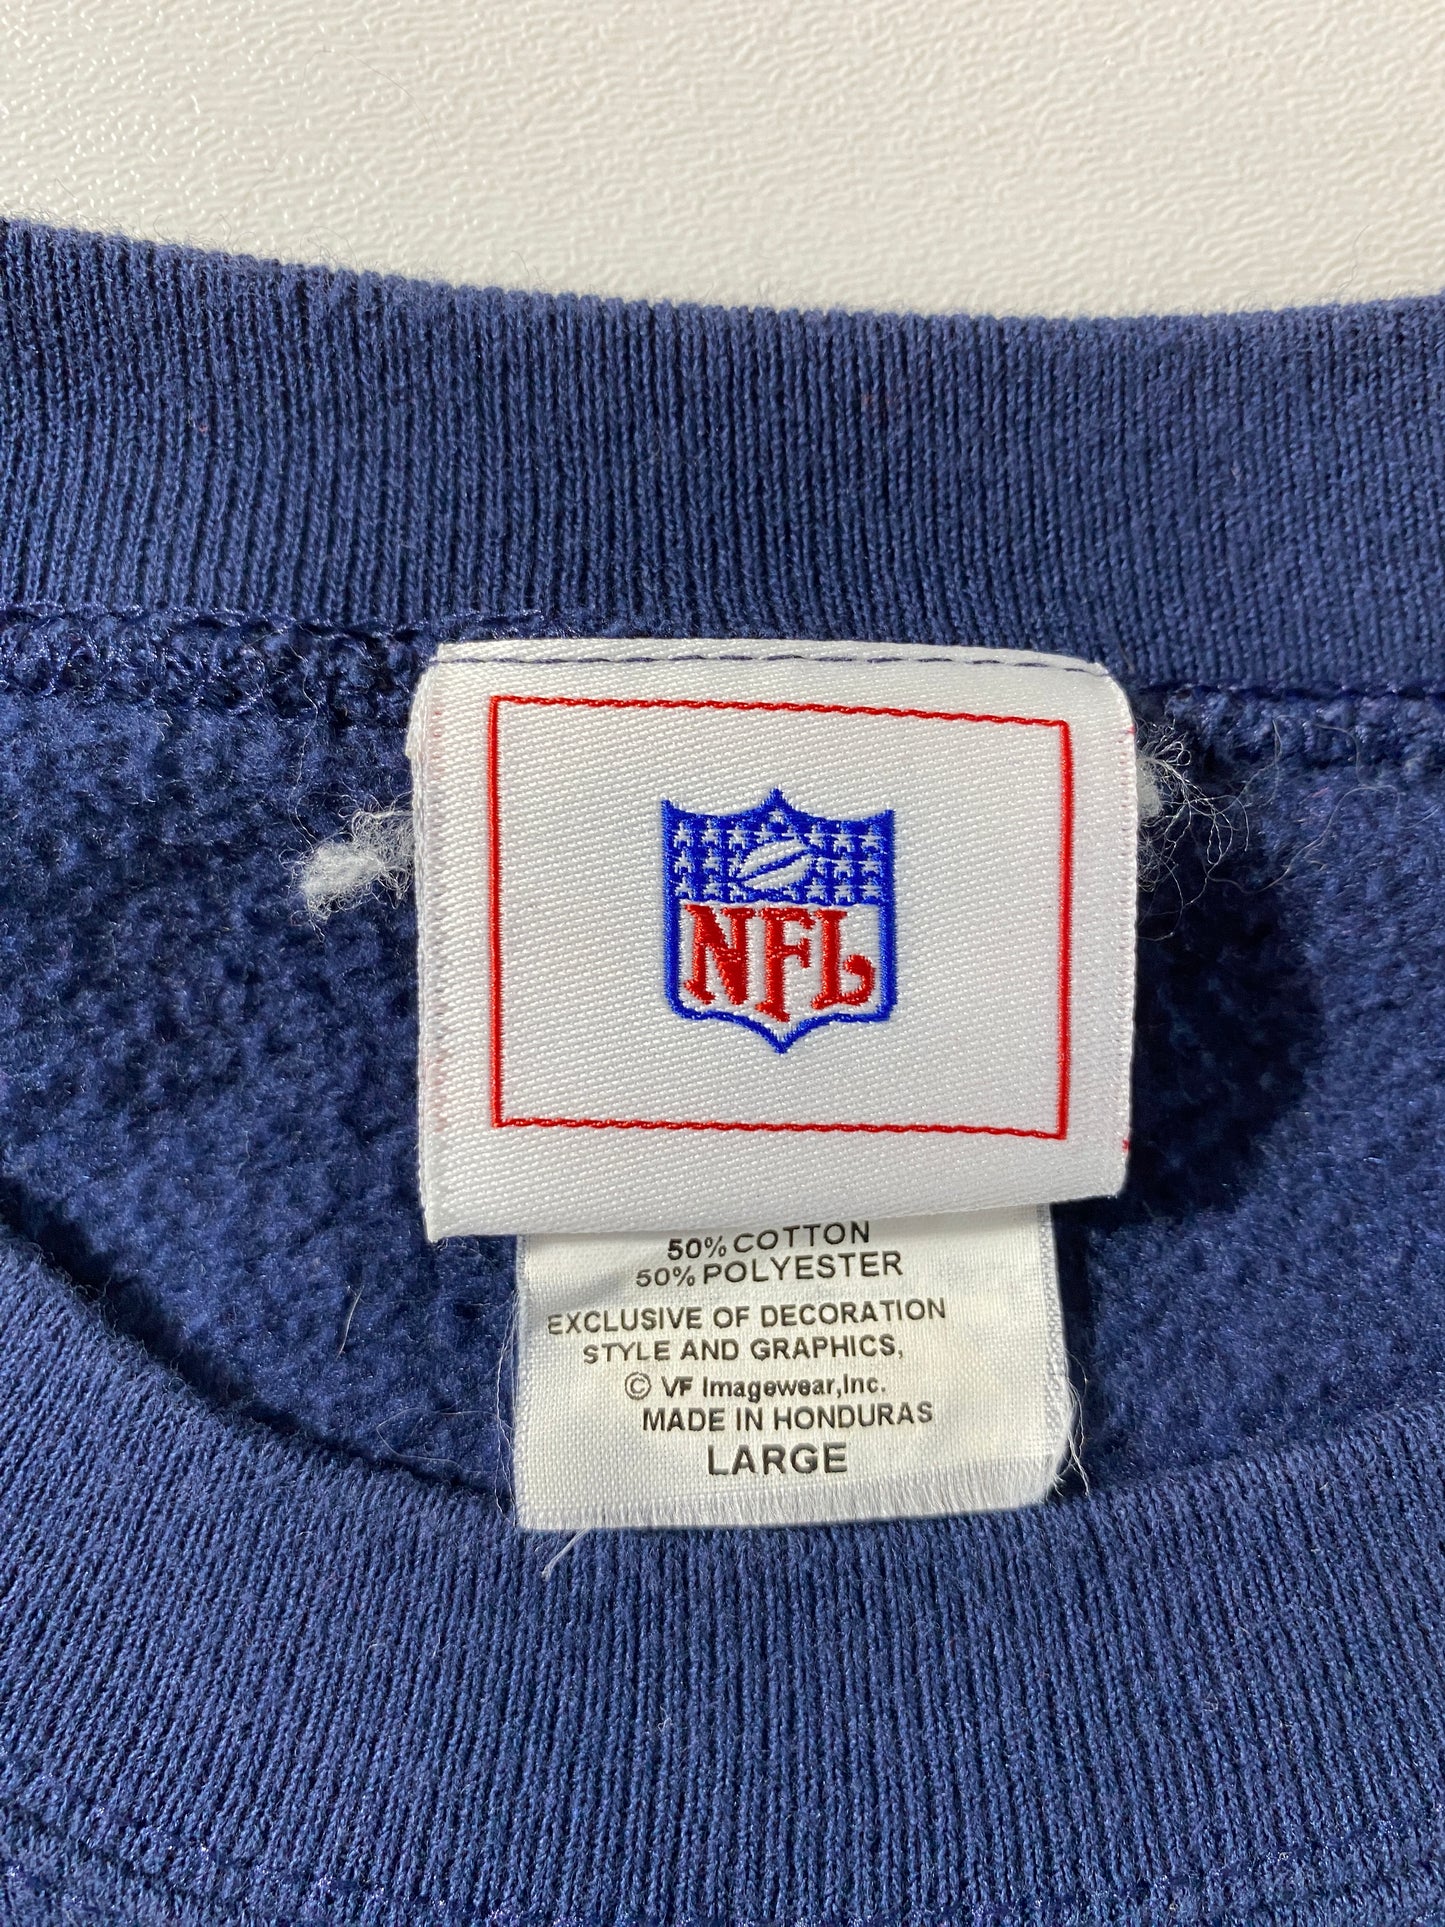 NFL
50% COTTON
50% POLYESTER
EXCLUSIVE OF DECORATION
STYLE AND GRAPHICS,
© VF Imagewear,Inc.
MADE IN HONDURAS
LARGE